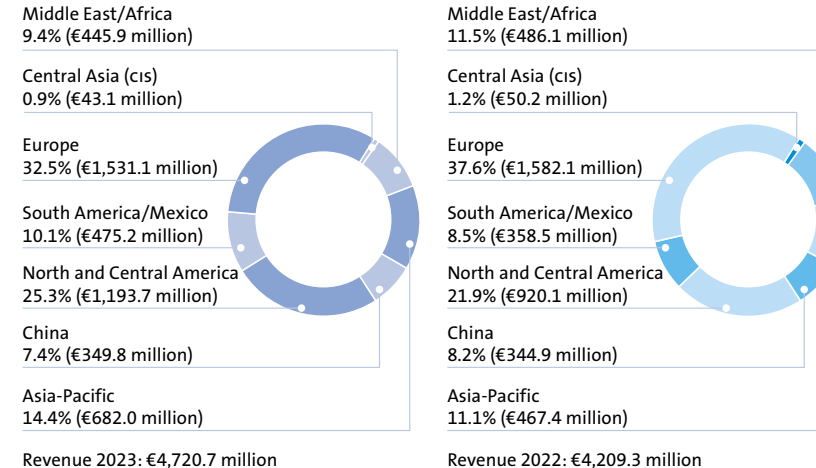 Middle East/Africa
9.4% (€445.9 million)
Central Asia (CIS)
0.9% (€43.1 million)
Europe
32.5% (€1,531.1 million)
South America/Mexico
10.1% (€475.2 million)
North and Central America
25.3% (€1,193.7 million)
China
7.4% (€349.8 million)
Asia-Pacific
14.4% (€682.0 million)
Revenue 2023: €4,720.7 million
Middle East/Africa
11.5% (€486.1 million)
Central Asia (CIS)
1.2% (€50.2 million)
Europe
37.6% (€1,582.1 million)
South America/Mexico
8.5% (€358.5 million)
North and Central America
21.9% (€920.1 million)
China
8.2% (€344.9 million)
Asia-Pacific
11.1% (€467.4 million)
Revenue 2022: €4,209.3 million